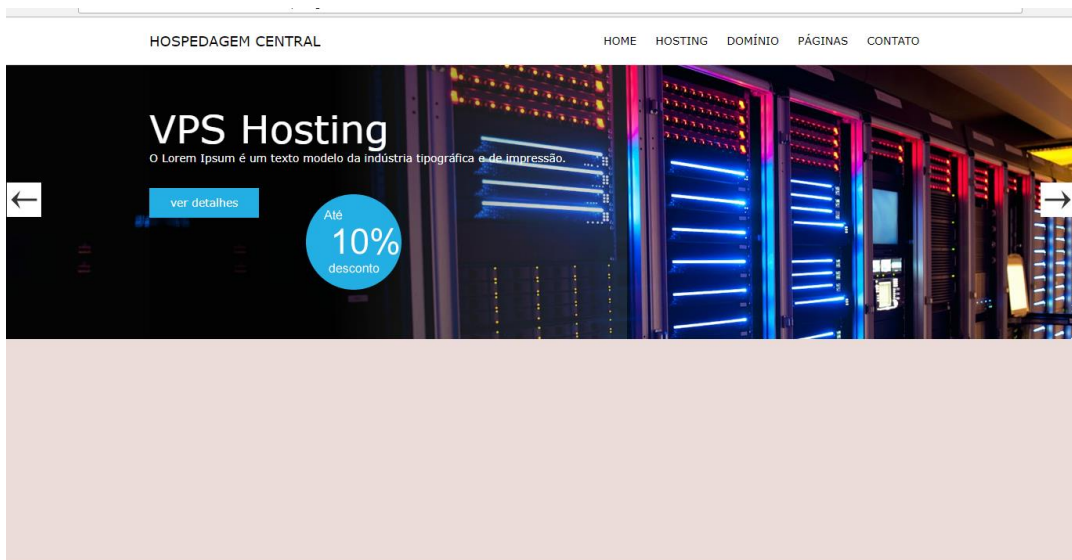 HOSPEDAGEM CENTRAL
HOME HOSTING DOMÍNIO PÁGINAS CONTATO
VPS Hosting
O Lorem Ipsum é um texto modelo da indústria tipográfica e de impressão.
ver detalhes
Até
10%
desconto